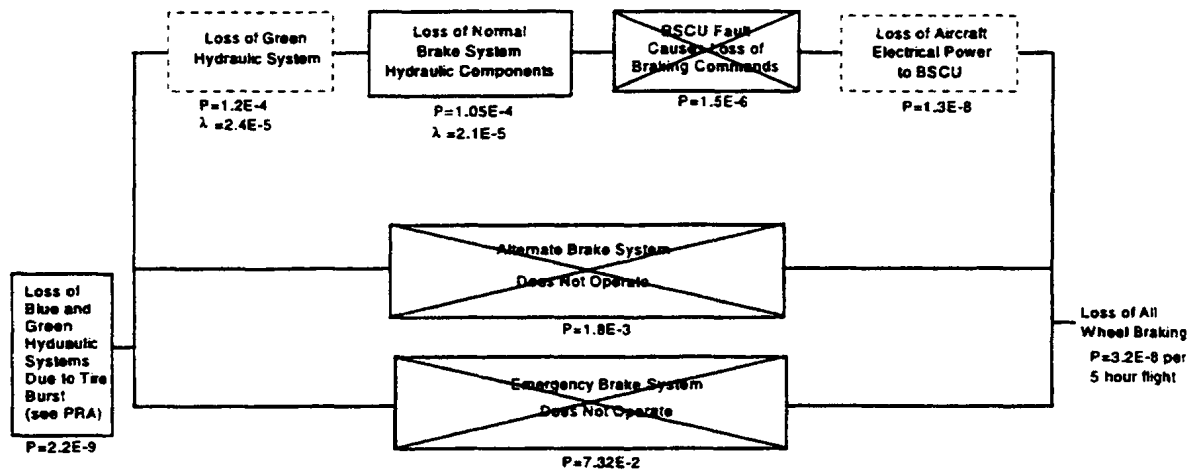 Loss of Green
Hydraulic System
P=1.2E-4
λ =2.4E-5
Loss of Normal
Brake System
Hydraulic Components
P=1.05E-4
λ =2.1E-5
BSCU Fault
Causes Loss of
Braking Commands
P=1.5E-6
Loss of Aircraft
Electrical Power
to BSCU
P=1.3E-8
Alternate Brake System
Does Not Operate
P=1.8E-3
Loss of
Blue and
Green
Hyduaulic
Systems
Due to Tire
Burst
(see PRA)
P=2.2E-9
Emergency Brake System
Does Not Operate
P=7.32E-2
Loss of All
Wheel Braking
P=3.2E-8 per
5 hour flight